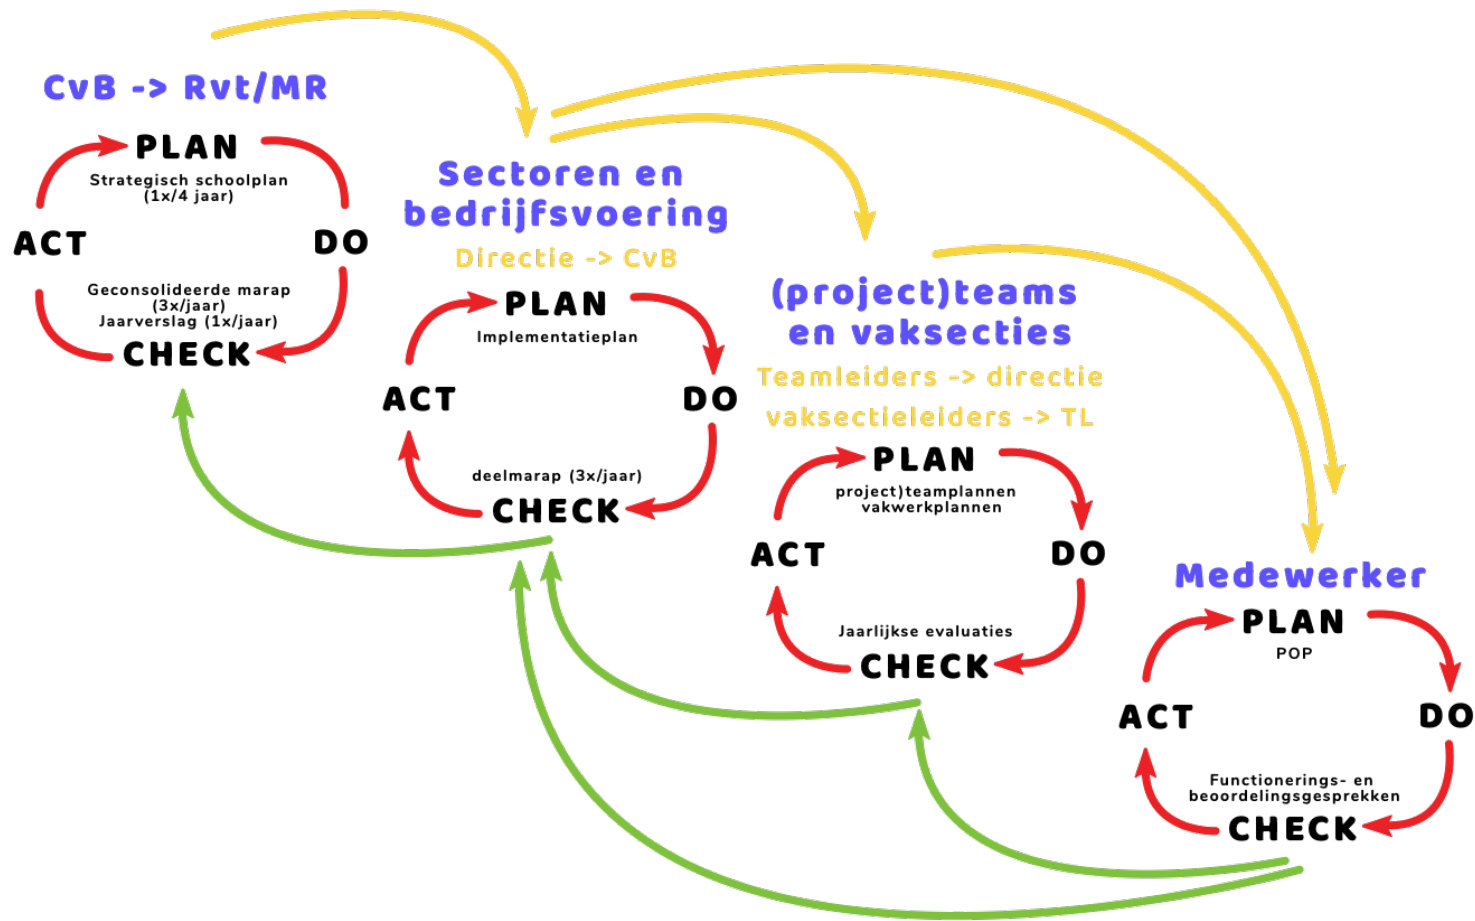 CvB -> Rvt/MR
PLAN
Strategisch schoolplan
(1x/4 jaar)
ACT
DO
Geconsolideerde marap
(3x/jaar)
Jaarverslag (1x/jaar)
CHECK
Sectoren en
bedrijfsvoering
Directie -> CvB
PLAN
Implementatieplan
ACT
DO
deelmarap (3x/jaar)
CHECK
(project)teams
en vaksecties
Teamleiders -> directie
vaksectieleiders -> TL
PLAN
project)teamplannen
vakwerkplannen
ACT
DO
Jaarlijkse evaluaties
CHECK
Medewerker
PLAN
POP
ACT
DO
Functionerings- en
beoordelingsgesprekken
CHECK